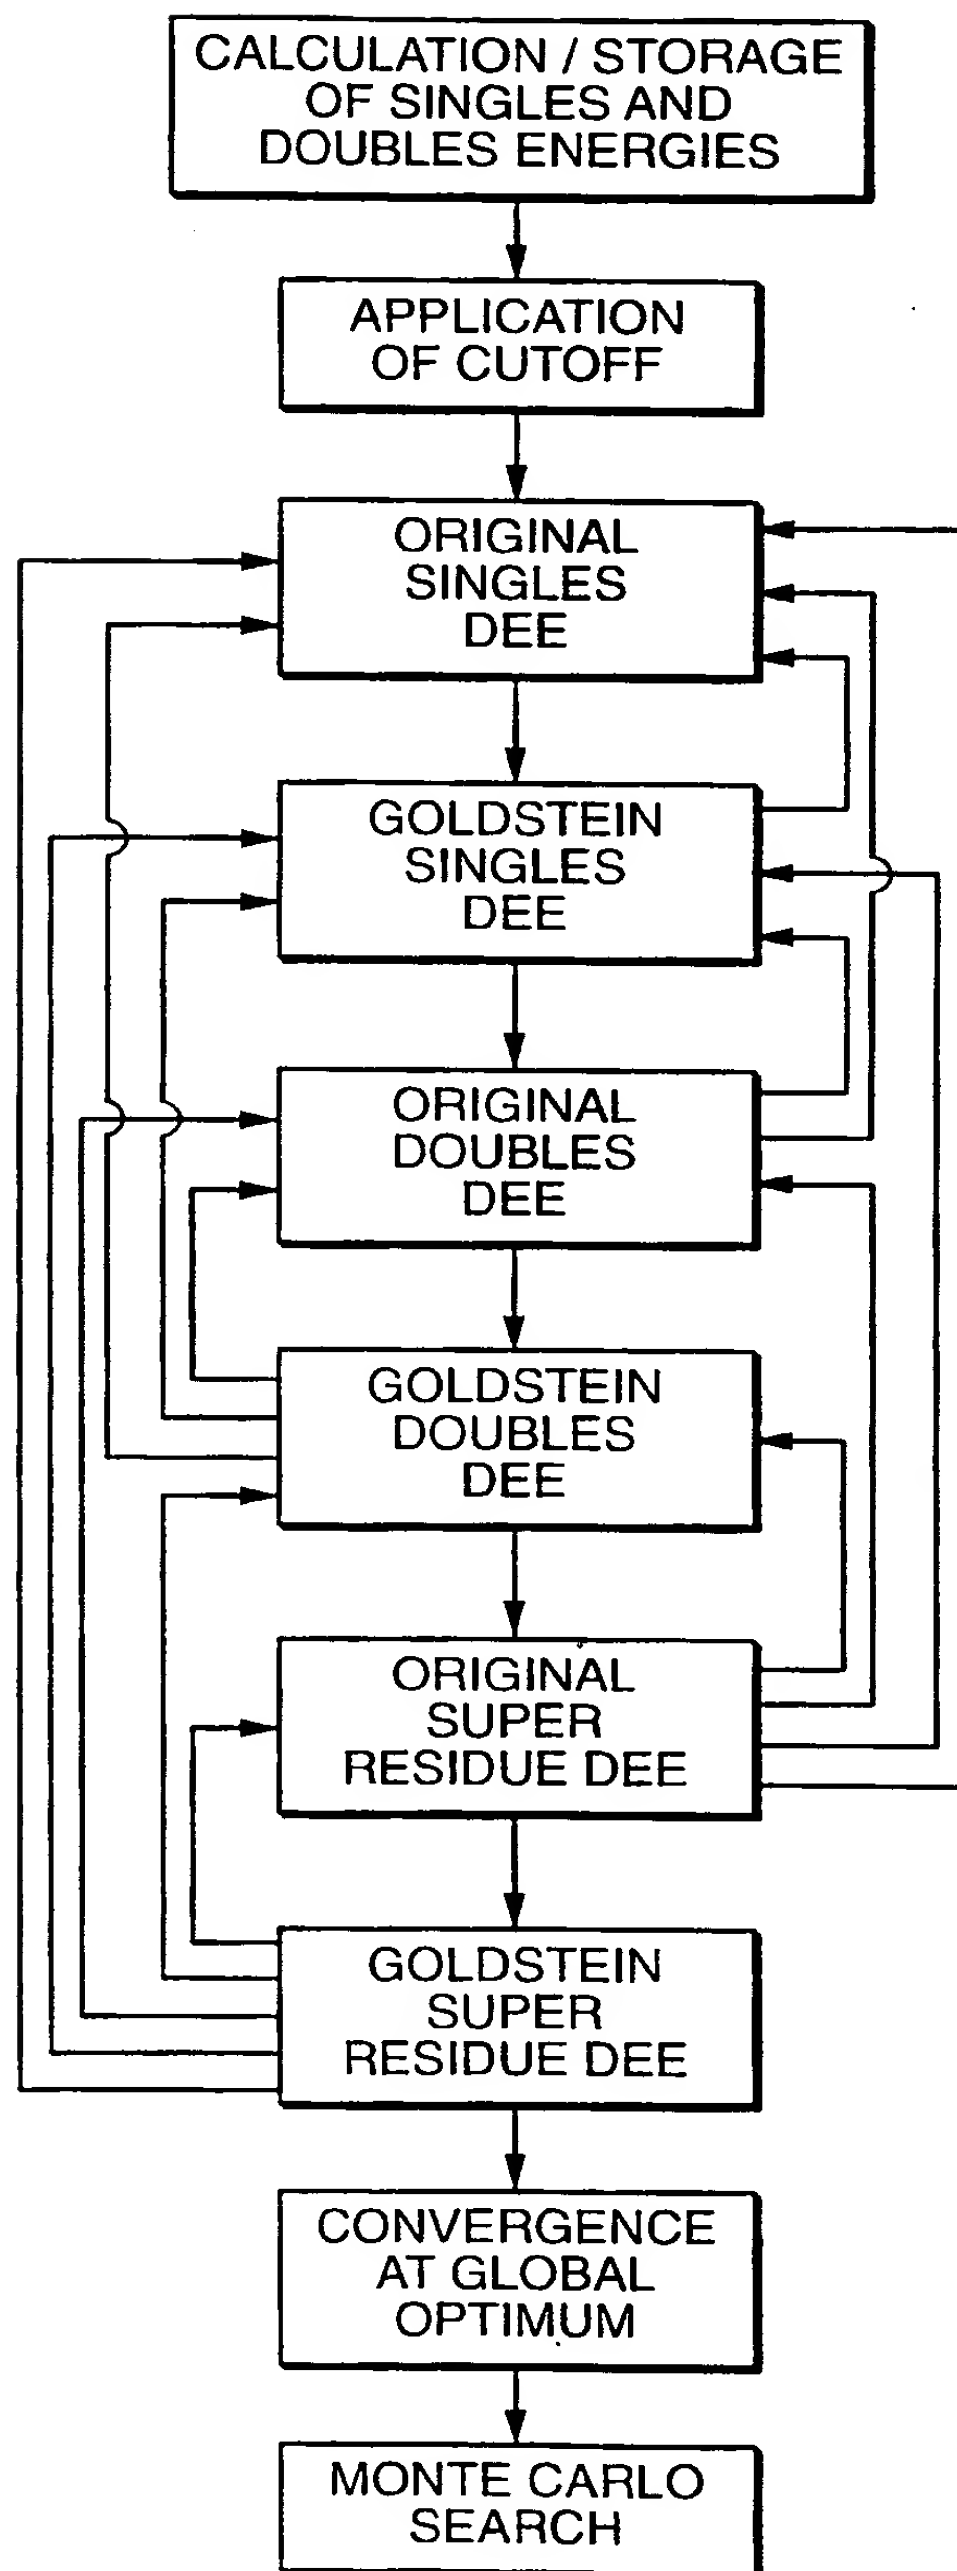 CALCULATION / STORAGE
OF SINGLES AND
DOUBLES ENERGIES
APPLICATION
OF CUTOFF
ORIGINAL
SINGLES
DEE
GOLDSTEIN
SINGLES
DEE
ORIGINAL
DOUBLES
DEE
GOLDSTEIN
DOUBLES
DEE
ORIGINAL
SUPER
RESIDUE DEE
GOLDSTEIN
SUPER
RESIDUE DEE
CONVERGENCE
AT GLOBAL
OPTIMUM
MONTE CARLO
SEARCH